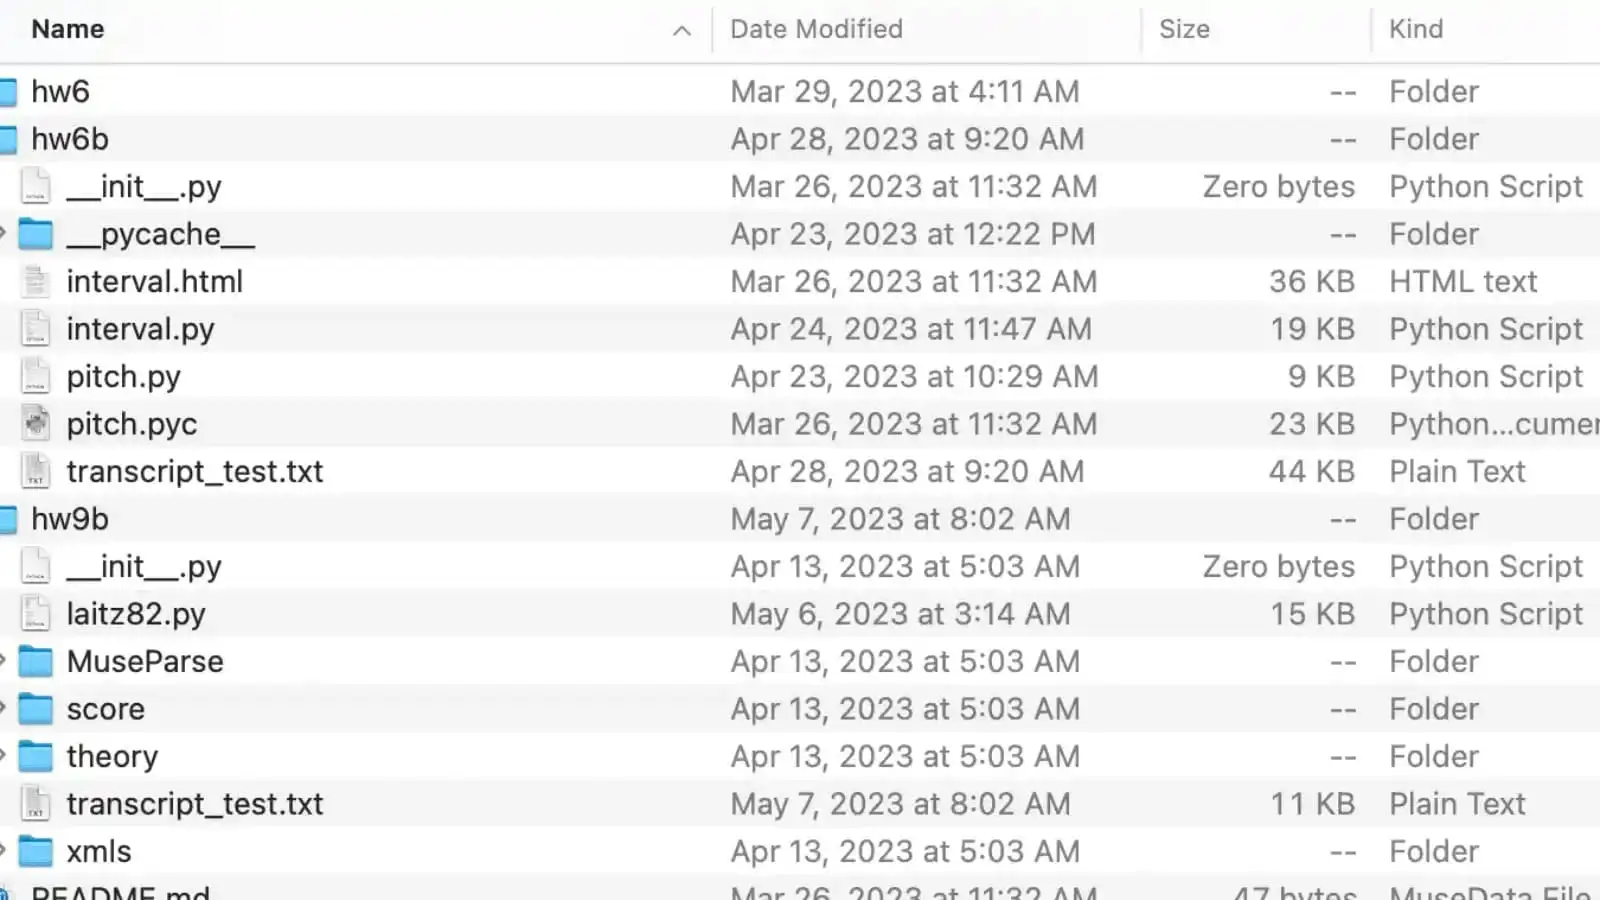 Name Date Modified Size Kind
hw6 Mar 29, 2023 at 4:11 AM -- Folder
hw6b Apr 28, 2023 at 9:20 AM -- Folder
__init__.py Mar 26, 2023 at 11:32 AM Zero bytes Python Script
__pycache__ Apr 23, 2023 at 12:22 PM -- Folder
interval.html Mar 26, 2023 at 11:32 AM 36 KB HTML text
interval.py Apr 24, 2023 at 11:47 AM 19 KB Python Script
pitch.py Apr 23, 2023 at 10:29 AM 9 KB Python Script
pitch.pyc Mar 26, 2023 at 11:32 AM 23 KB Python...cumen
transcript_test.txt Apr 28, 2023 at 9:20 AM 44 KB Plain Text
hw9b May 7, 2023 at 8:02 AM -- Folder
__init__.py Apr 13, 2023 at 5:03 AM Zero bytes Python Script
laitz82.py May 6, 2023 at 3:14 AM 15 KB Python Script
MuseParse Apr 13, 2023 at 5:03 AM -- Folder
score Apr 13, 2023 at 5:03 AM -- Folder
theory Apr 13, 2023 at 5:03 AM -- Folder
transcript_test.txt May 7, 2023 at 8:02 AM 11 KB Plain Text
xmls Apr 13, 2023 at 5:03 AM -- Folder
README.md Mar 26, 2023 at 11:32 AM 47 bytes MuseData File